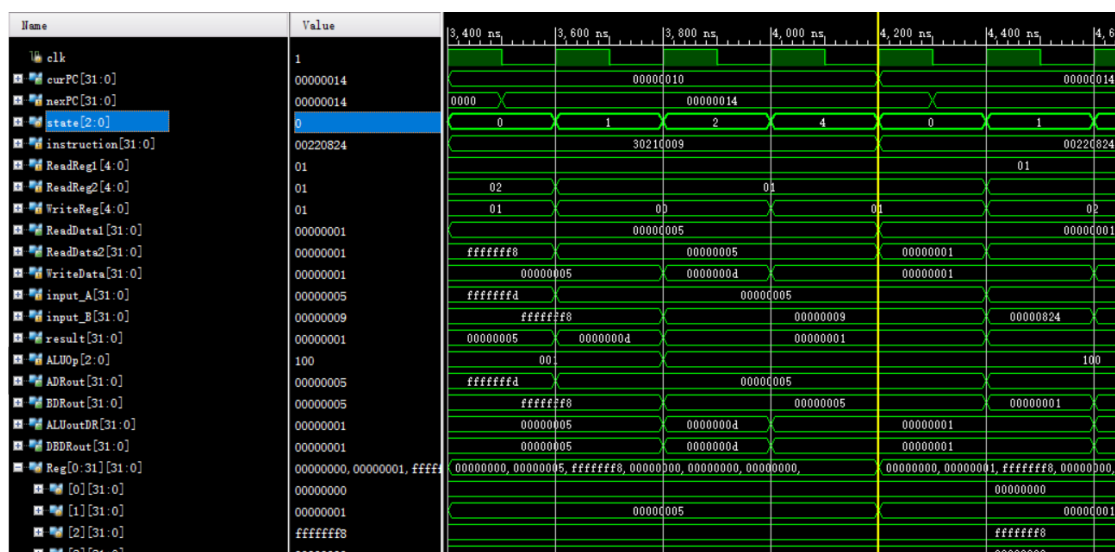 Name Value 3,400 ns 3,600 ns 3,800 ns 4,000 ns 4,200 ns 4,400 ns 4,6
clk 1
curPC[31:0] 00000014 00000010 00000014
nexPC[31:0] 00000014 0000 00000014
state[2:0] 0 0 1 2 4 0 1
instruction[31:0] 00220824 30210009 00220824
ReadReg1[4:0] 01 01
ReadReg2[4:0] 01 02 01
WriteReg[4:0] 01 01 00 01 02
ReadData1[31:0] 00000001 00000005 00000001
ReadData2[31:0] 00000001 fffffff8 00000005 00000001
WriteData[31:0] 00000001 00000005 0000000d 00000001
input_A[31:0] 00000005 fffffffd 00000005
input_B[31:0] 00000009 fffffff8 00000009 00000824
result[31:0] 00000001 00000005 0000000d 00000001
ALUOp[2:0] 100 001 100
ADRout[31:0] 00000005 fffffffd 00000005
BDRout[31:0] 00000005 fffffff8 00000005 00000001
ALUoutDR[31:0] 00000001 00000005 0000000d 00000001
DBDRout[31:0] 00000001 00000005 0000000d 00000001
Reg[0:31][31:0] 00000000, 00000001, fffff 00000000, 00000005, fffffff8, 00000000, 00000000, 00000000, 00000000, 00000001, fffffff8, 00000000,
[0][31:0] 00000000 00000000
[1][31:0] 00000001 00000005 00000001
[2][31:0] fffffff8 fffffff8